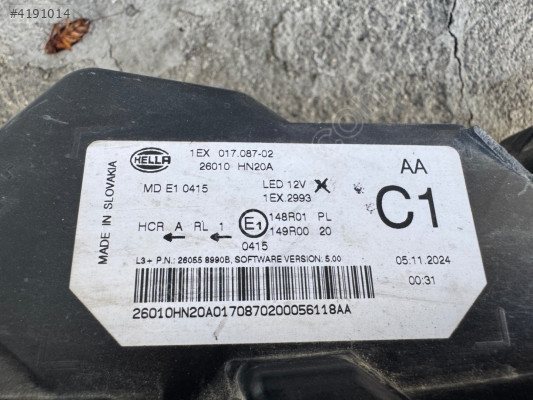 #4191014
HELLA
1EX 017.087-02
26010 HN20A
AA
MADE IN SLOVAKIA
MD E1 0415
LED 12V
1EX.2993
C1
HCR A RL 1
E1
148R01 PL
149R00 20
0415
L3+ P.N.: 26055 8990B, SOFTWARE VERSION: 5.00
05.11.2024
00:31
26010HN20A0170870200056118AA